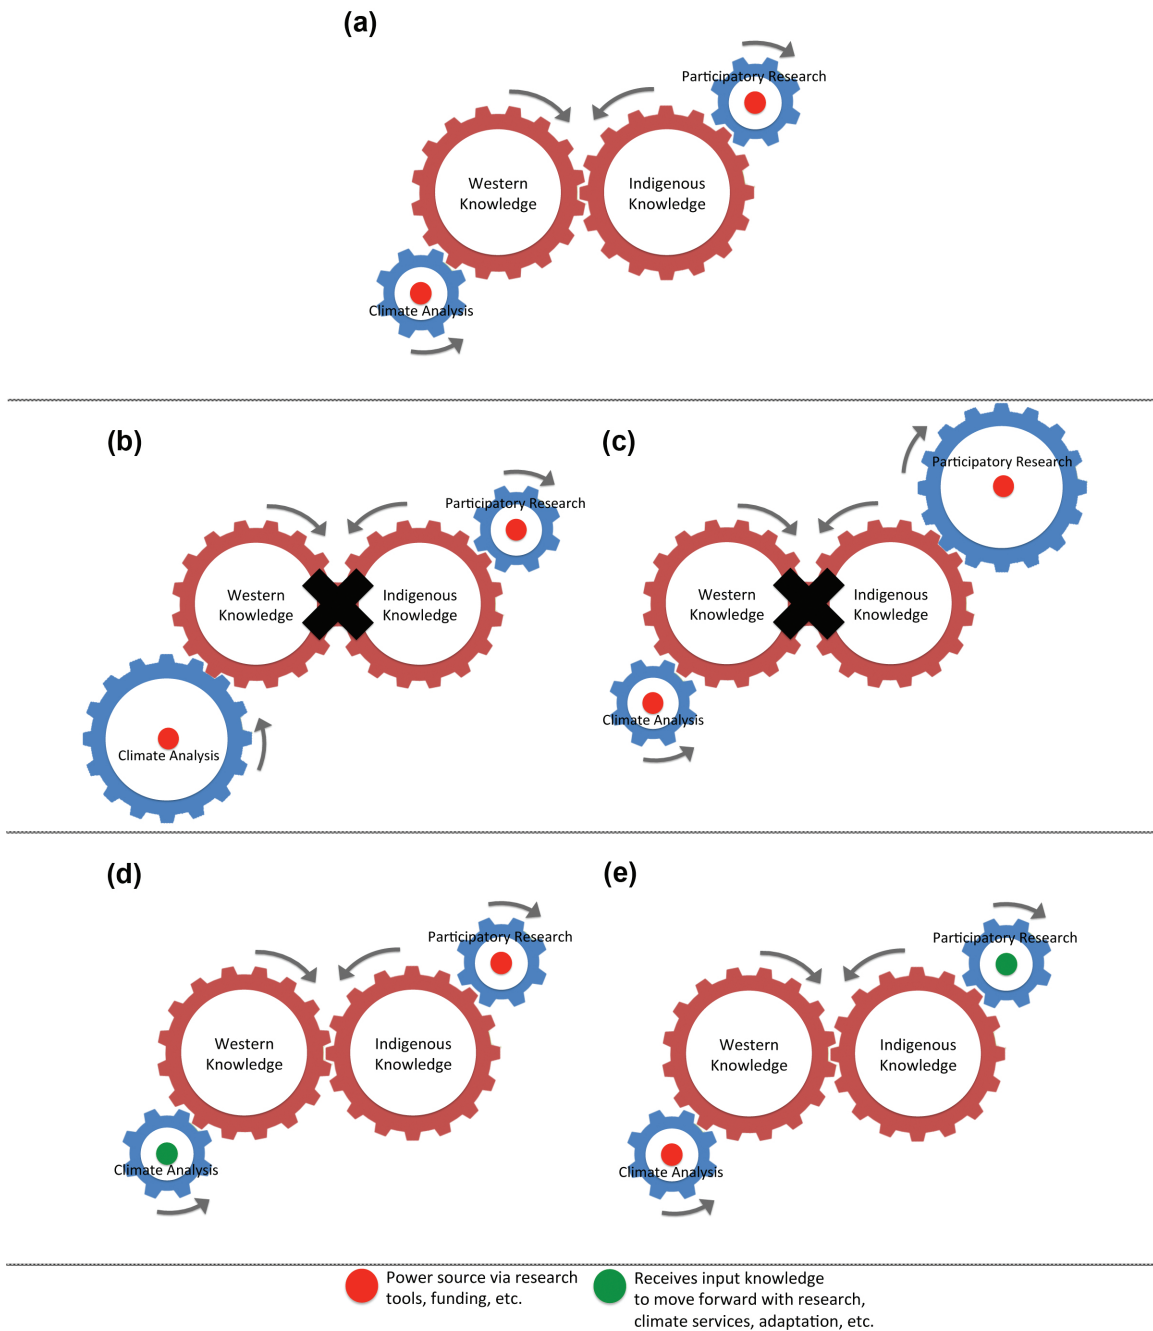 (a)
Participatory Research
Western
Knowledge
Indigenous
Knowledge
Climate Analysis
(b)
Participatory Research
Western
Knowledge
Indigenous
Knowledge
Climate Analysis
(c)
Participatory Research
Western
Knowledge
Indigenous
Knowledge
Climate Analysis
(d)
Participatory Research
Western
Knowledge
Indigenous
Knowledge
Climate Analysis
(e)
Participatory Research
Western
Knowledge
Indigenous
Knowledge
Climate Analysis
Power source via research
tools, funding, etc.
Receives input knowledge
to move forward with research,
climate services, adaptation, etc.